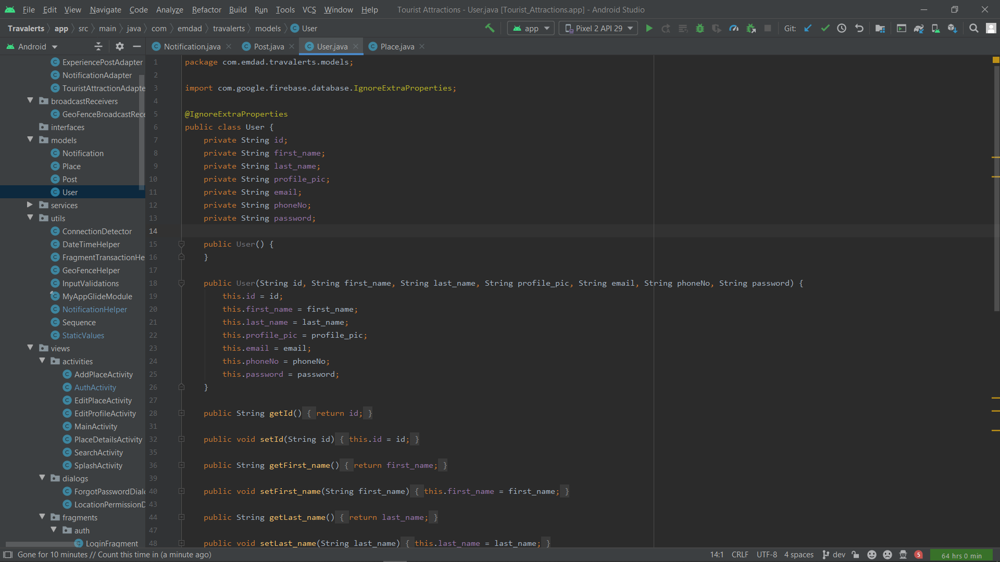 File Edit View Navigate Code Analyze Refactor Build Run Tools VCS Window Help Tourist Attractions - User.java [Tourist_Attractions.app] - Android Studio
Travalerts app src main java com emdad travalerts models User app Pixel 2 API 29 Git:
Android Notification.java Post.java User.java Place.java
ExperiencePostAdapter
NotificationAdapter
TouristAttractionAdapte
broadcastReceivers
GeoFenceBroadcastRece
interfaces
models
Notification
Place
Post
User
services
utils
ConnectionDetector
DateTimeHelper
FragmentTransactionHe
GeoFenceHelper
InputValidations
MyAppGlideModule
NotificationHelper
Sequence
StaticValues
views
activities
AddPlaceActivity
AuthActivity
EditPlaceActivity
EditProfileActivity
MainActivity
PlaceDetailsActivity
SearchActivity
SplashActivity
dialogs
ForgotPasswordDialo
LocationPermissionD
fragments
auth
LoginFragment
1 package com.emdad.travalerts.models;
2
3 import com.google.firebase.database.IgnoreExtraProperties;
4
5 @IgnoreExtraProperties
6 public class User {
7 private String id;
8 private String first_name;
9 private String last_name;
10 private String profile_pic;
11 private String email;
12 private String phoneNo;
13 private String password;
14
15 public User() {
16 }
17
18 public User(String id, String first_name, String last_name, String profile_pic, String email, String phoneNo, String password) {
19 this.id = id;
20 this.first_name = first_name;
21 this.last_name = last_name;
22 this.profile_pic = profile_pic;
23 this.email = email;
24 this.phoneNo = phoneNo;
25 this.password = password;
26 }
27
28 public String getId() { return id; }
31
32 public void setId(String id) { this.id = id; }
35
36 public String getFirst_name() { return first_name; }
39
40 public void setFirst_name(String first_name) { this.first_name = first_name; }
43
44 public String getLast_name() { return last_name; }
47
48 public void setLast_name(String last_name) { this.last_name = last_name; }
Gone for 10 minutes // Count this time in (a minute ago) 14:1 CRLF UTF-8 4 spaces dev 5 64 hrs 0 min